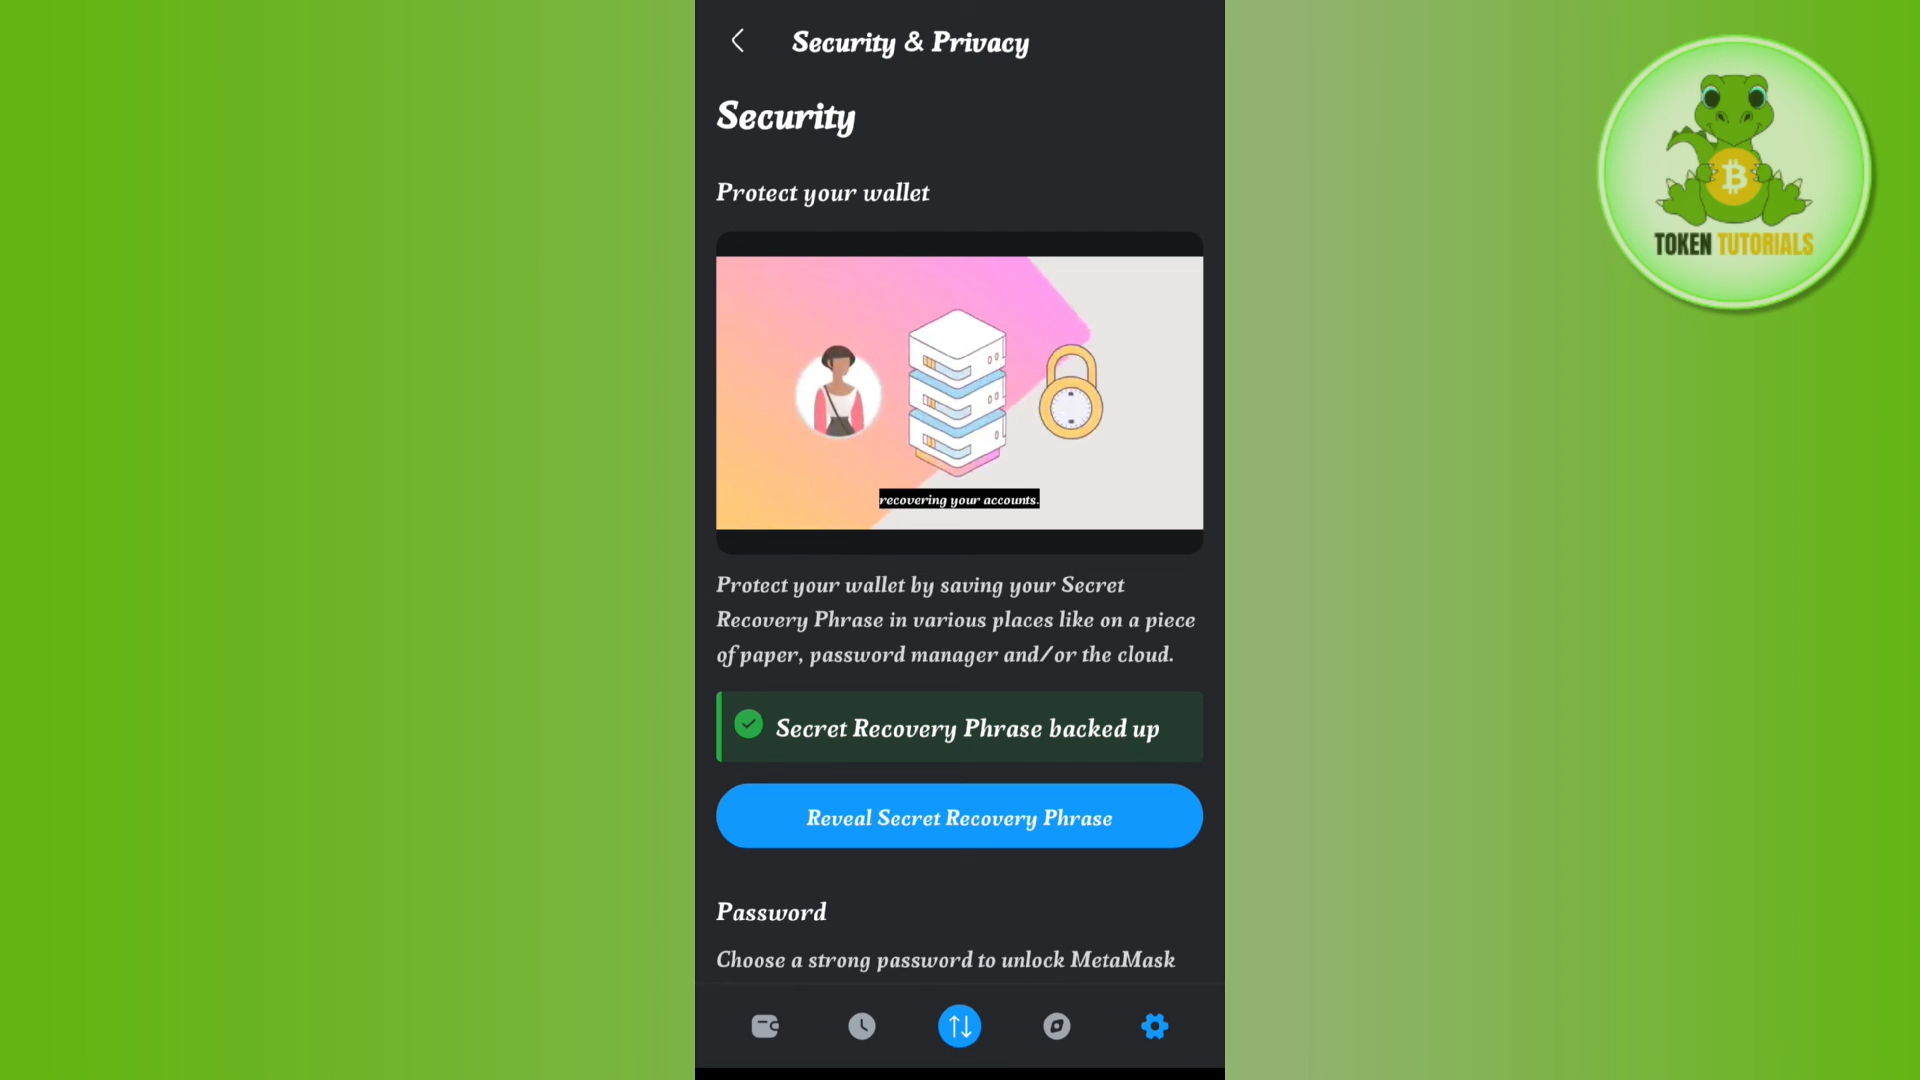 Security & Privacy
Security
Protect your wallet
recovering your accounts.
Protect your wallet by saving your Secret
Recovery Phrase in various places like on a piece
of paper, password manager and/or the cloud.
Secret Recovery Phrase backed up
Reveal Secret Recovery Phrase
Password
Choose a strong password to unlock MetaMask
TOKEN TUTORIALS